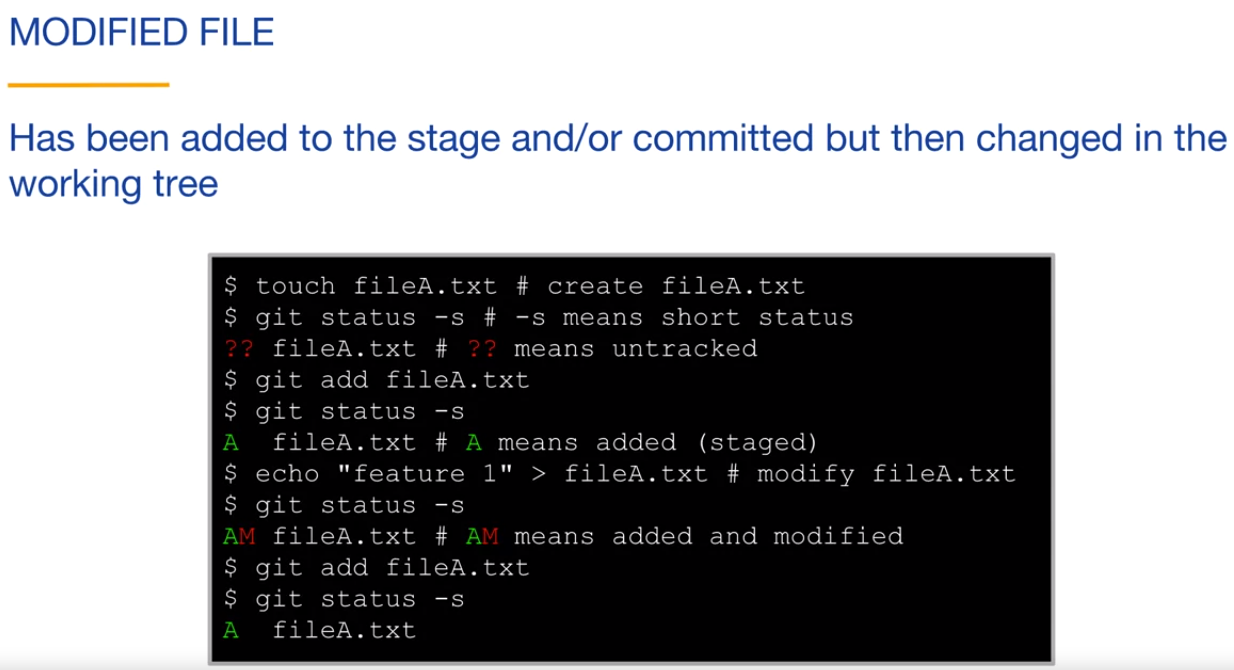 MODIFIED FILE
Has been added to the stage and/or committed but then changed in the
working tree
$ touch fileA.txt # create fileA.txt
$ git status -s # -s means short status
?? fileA.txt # ?? means untracked
$ git add fileA.txt
$ git status -s
A  fileA.txt # A means added (staged)
$ echo "feature 1" > fileA.txt # modify fileA.txt
$ git status -s
AM fileA.txt # AM means added and modified
$ git add fileA.txt
$ git status -s
A  fileA.txt